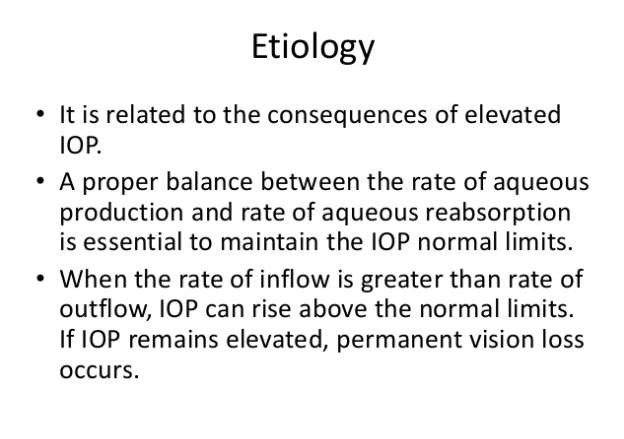 Etiology
• It is related to the consequences of elevated
IOP.
• A proper balance between the rate of aqueous
production and rate of aqueous reabsorption
is essential to maintain the IOP normal limits.
• When the rate of inflow is greater than rate of
outflow, IOP can rise above the normal limits.
If IOP remains elevated, permanent vision loss
occurs.